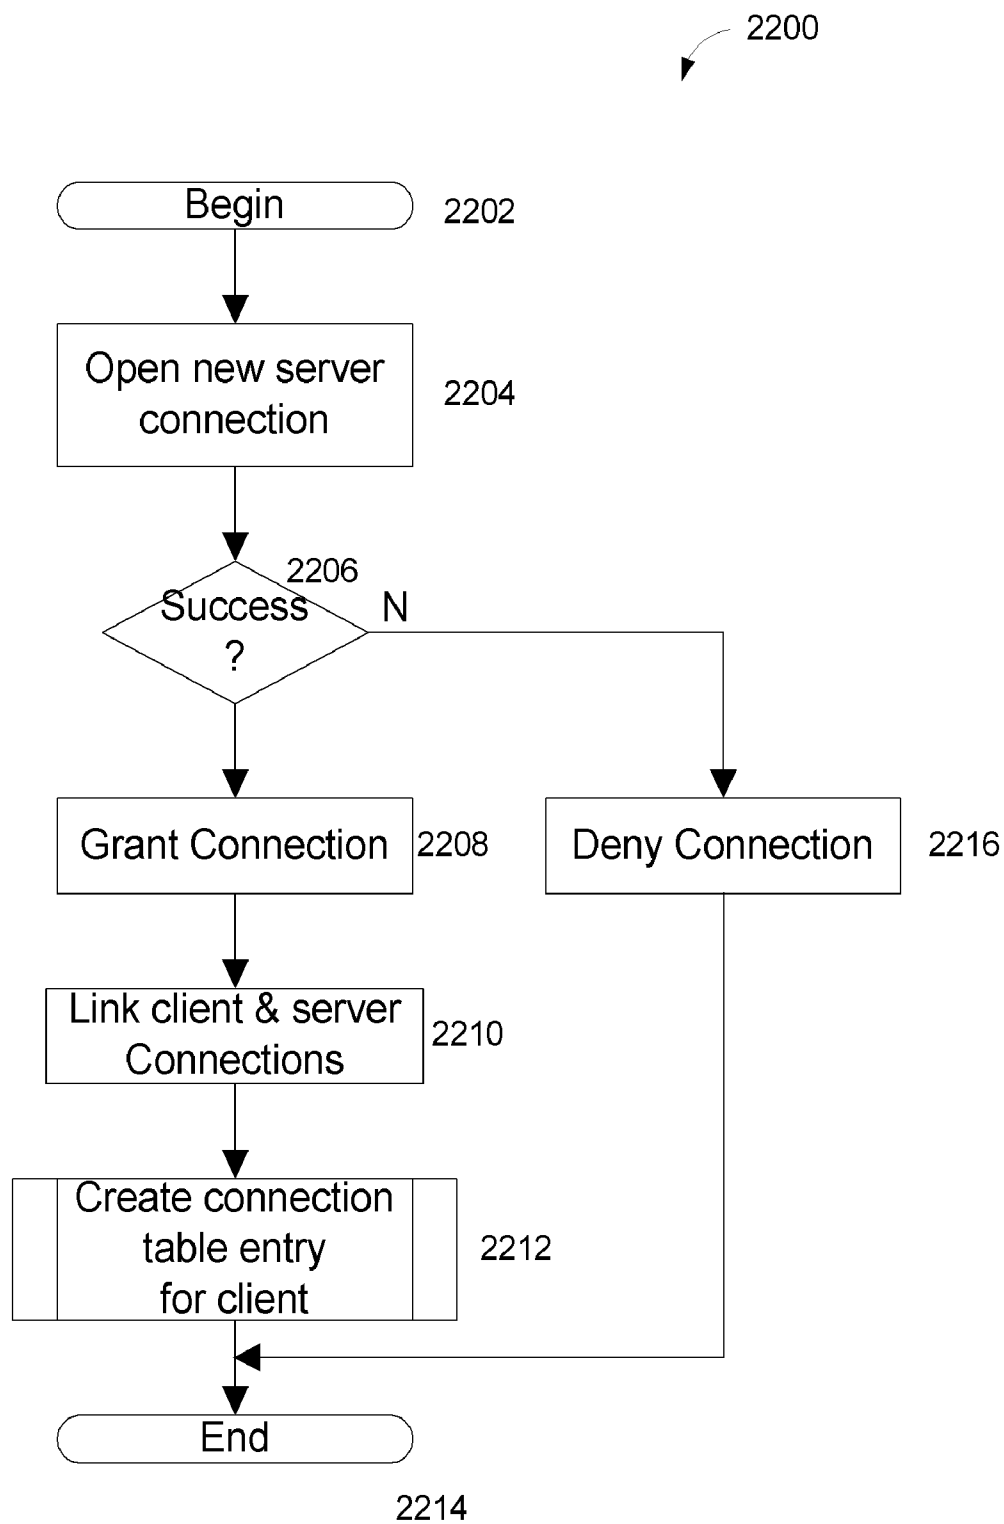 2200
Begin
2202
Open new server
connection
2204
2206
Success
?
N
Grant Connection
2208
Deny Connection
2216
Link client & server
Connections
2210
Create connection
table entry
for client
2212
End
2214